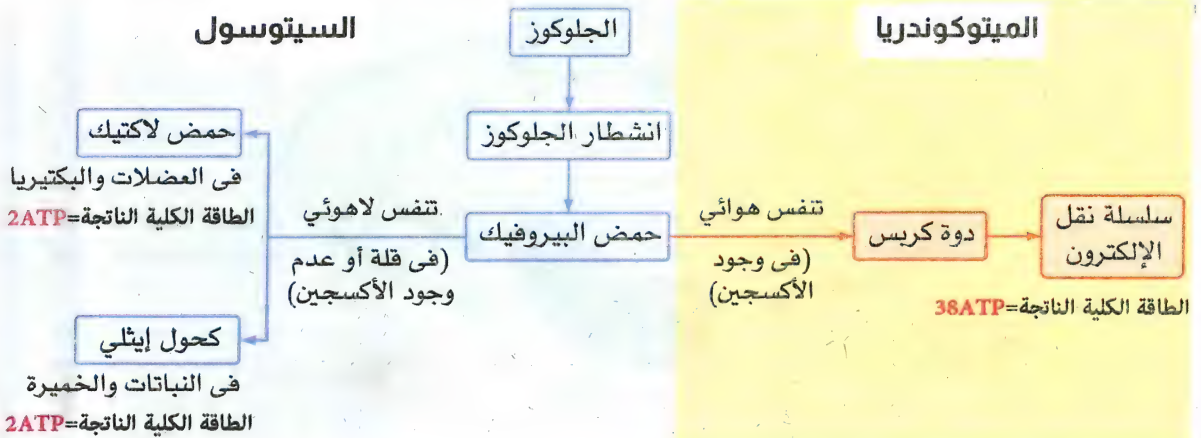 الميتوكوندريا
السيتوسول
الجلوكوز
انشطار الجلوكوز
حمض البيروفيك
تنفس هوائي
(فى وجود
الأكسجين)
دوة كربس
سلسلة نقل
الإلكترون
الطاقة الكلية الناتجة=38ATP
تنفس لاهوئي
(فى قلة أو عدم
وجود الأكسجين)
حمض لاكتيك
فى العضلات والبكتيريا
الطاقة الكلية الناتجة=2ATP
كحول إيثلي
فى النباتات والخميرة
الطاقة الكلية الناتجة=2ATP